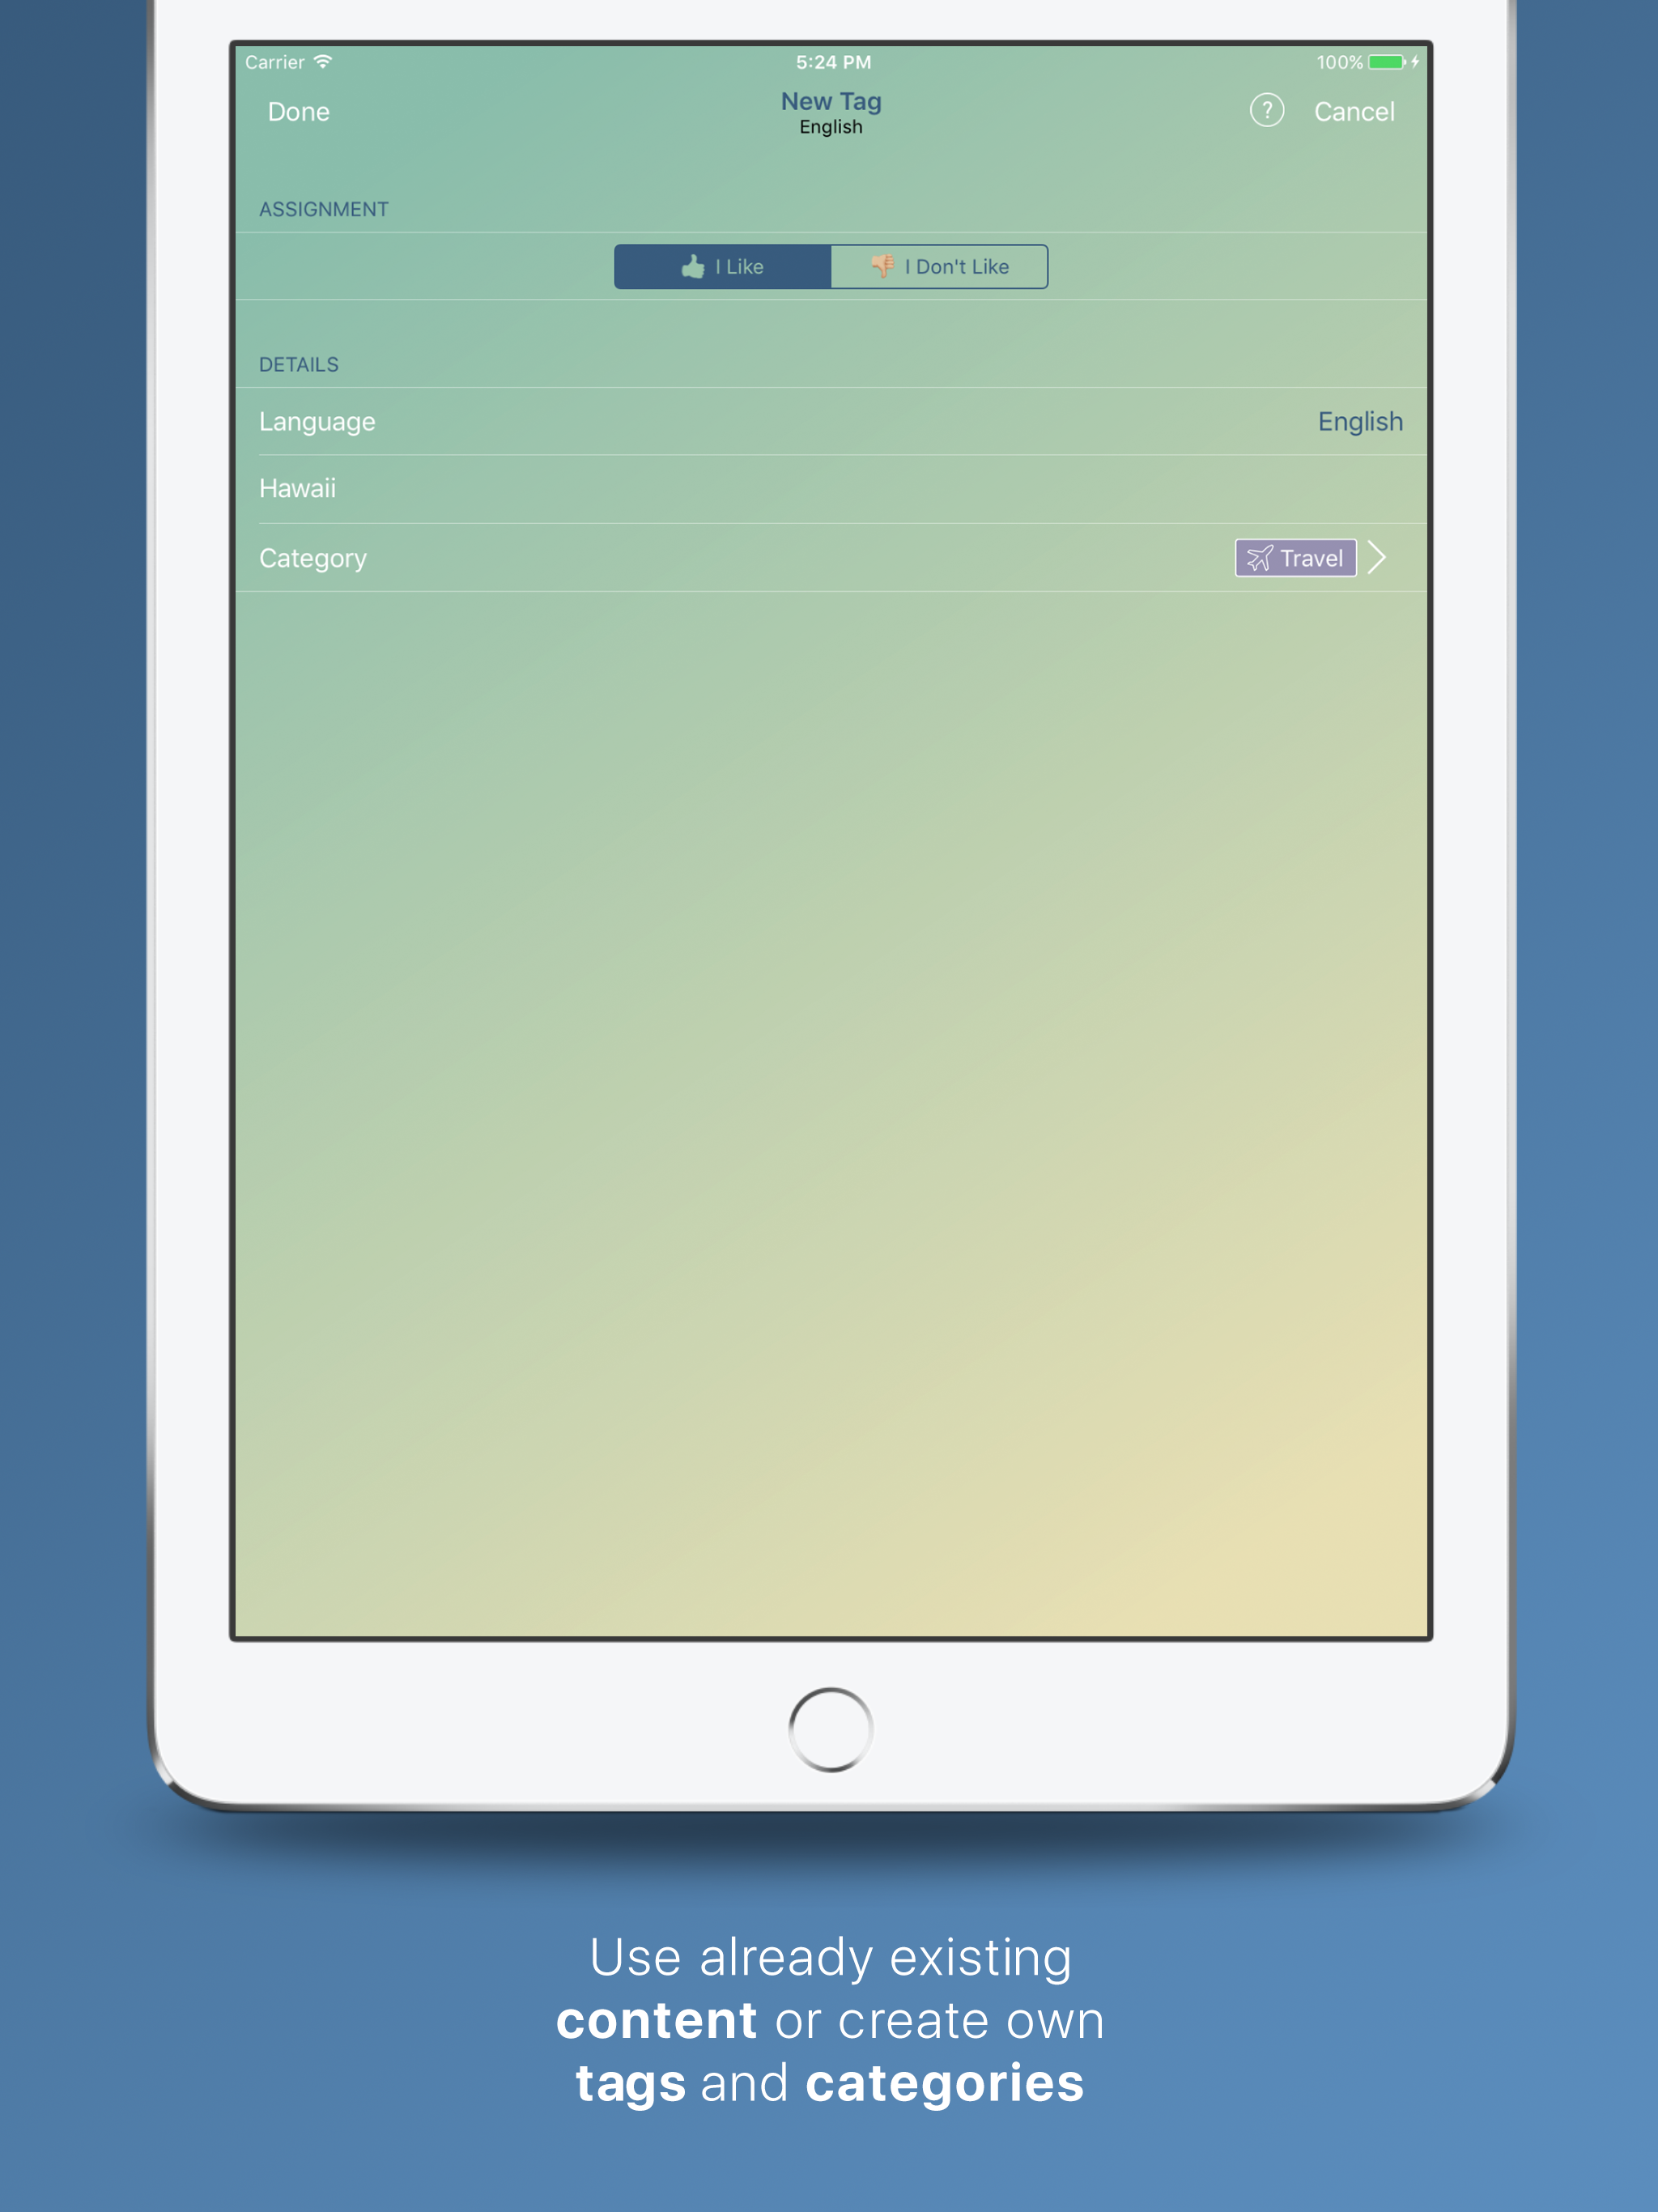 Carrier 5:24 PM 100%
Done New Tag ? Cancel
English
ASSIGNMENT
👍 I Like 👎 I Don't Like
DETAILS
Language English
Hawaii
Category Travel
Use already existing
content or create own
tags and categories